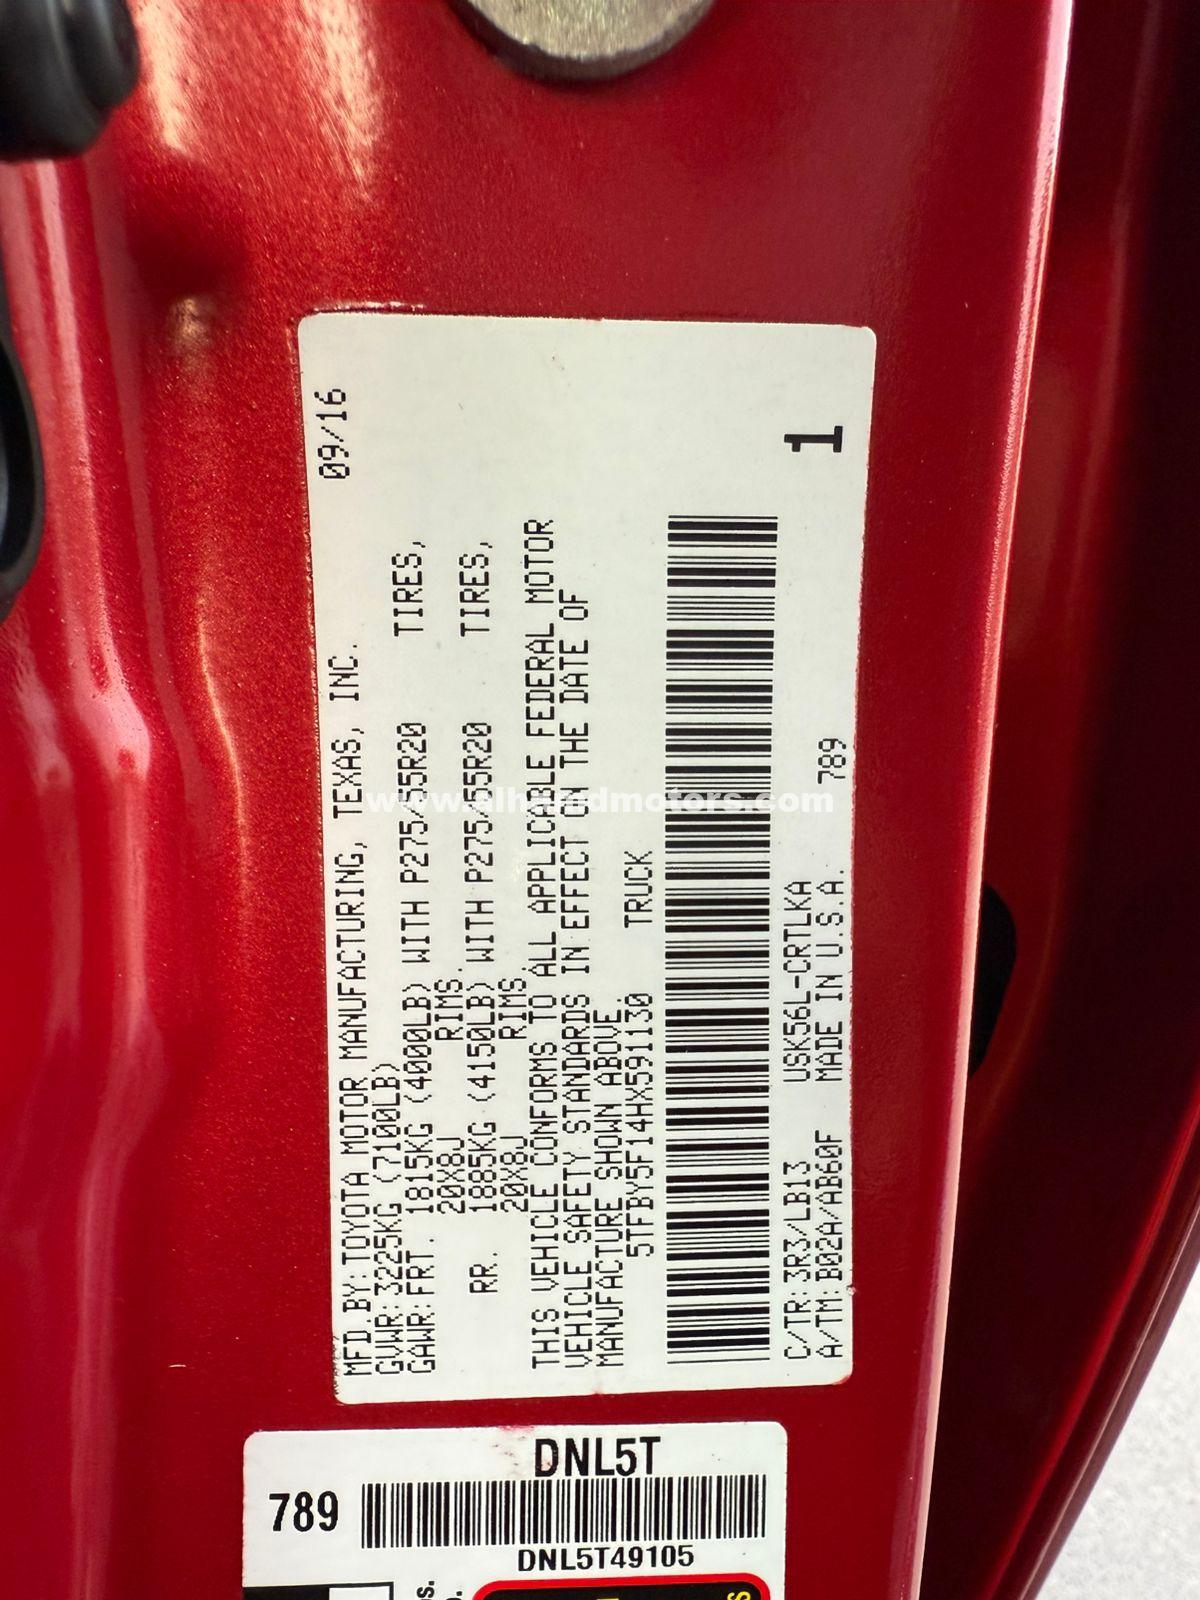 09/16
MFD.BY:TOYOTA MOTOR MANUFACTURING, TEXAS, INC.
GVWR:3225KG (7100LB)
GAWR:FRT. 1815KG (4000LB) WITH P275/55R20 TIRES,
20X8J RIMS.
RR. 1885KG (4150LB) WITH P275/55R20 TIRES,
20X8J RIMS.
THIS VEHICLE CONFORMS TO ALL APPLICABLE FEDERAL MOTOR
VEHICLE SAFETY STANDARDS IN EFFECT ON THE DATE OF
MANUFACTURE SHOWN ABOVE.
5TFBY5F14HX591130 TRUCK
1
C/TR:3R3/LB13 USK56L-CRTLKA 789
A/TM:B02A/AB60F MADE IN U.S.A.
www.alhamdmotors.com
DNL5T
789
DNL5T49105